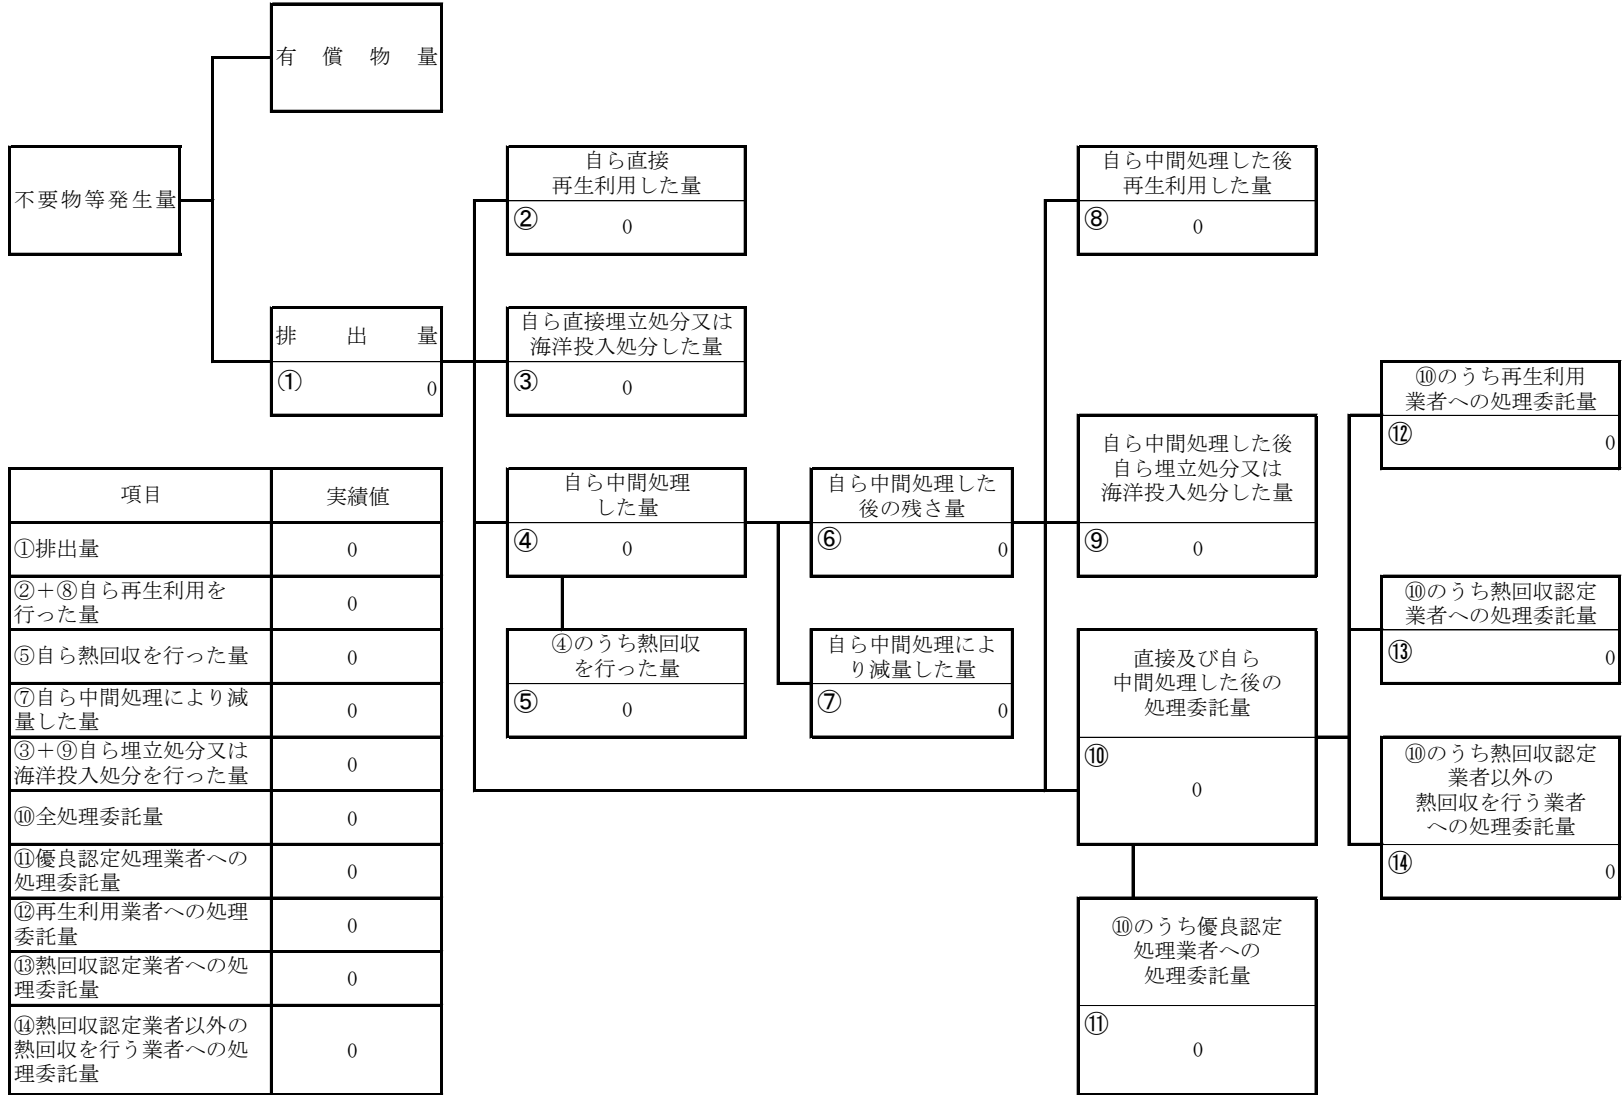 有償物量
不要物等発生量
排出量
① 0
自ら直接
再生利用した量
② 0
自ら直接埋立処分又は
海洋投入処分した量
③ 0
自ら中間処理
した量
④ 0
④のうち熱回収
を行った量
⑤ 0
自ら中間処理した
後の残さ量
⑥ 0
自ら中間処理によ
り減量した量
⑦ 0
自ら中間処理した後
再生利用した量
⑧ 0
自ら中間処理した後
自ら埋立処分又は
海洋投入処分した量
⑨ 0
直接及び自ら
中間処理した後の
処理委託量
⑩
0
⑩のうち優良認定
処理業者への
処理委託量
⑪
0
⑩のうち再生利用
業者への処理委託量
⑫ 0
⑩のうち熱回収認定
業者への処理委託量
⑬ 0
⑩のうち熱回収認定
業者以外の
熱回収を行う業者
への処理委託量
⑭ 0
項目 実績値
①排出量 0
②＋⑧自ら再生利用を
行った量 0
⑤自ら熱回収を行った量 0
⑦自ら中間処理により減
量した量 0
③＋⑨自ら埋立処分又は
海洋投入処分を行った量 0
⑩全処理委託量 0
⑪優良認定処理業者への
処理委託量 0
⑫再生利用業者への処理
委託量 0
⑬熱回収認定業者への処
理委託量 0
⑭熱回収認定業者以外の
熱回収を行う業者への処
理委託量 0